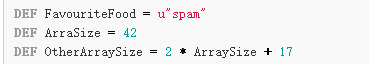 DEF FavouriteFood = u"spam"
DEF ArraSize = 42
DEF OtherArraySize = 2 * ArraySize + 17